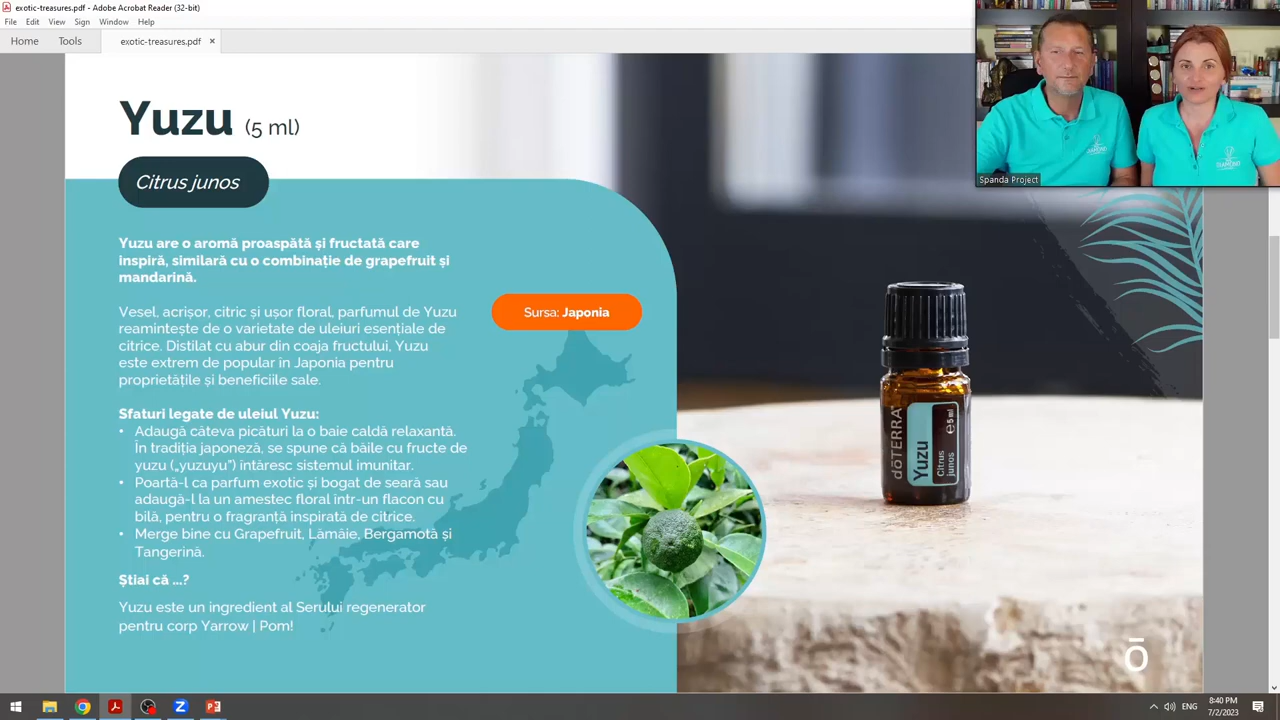 exotic-treasures.pdf - Adobe Acrobat Reader (32-bit)
File Edit View Sign Window Help
Home Tools exotic-treasures.pdf ×
Yuzu (5 ml)
Citrus junos
Yuzu are o aromă proaspătă și fructată care
inspiră, similară cu o combinație de grapefruit și
mandarină.
Vesel, acrișor, citric și ușor floral, parfumul de Yuzu
reamintește de o varietate de uleiuri esențiale de
citrice. Distilat cu abur din coaja fructului, Yuzu
este extrem de popular în Japonia pentru
proprietățile și beneficiile sale.
Sursa: Japonia
Sfaturi legate de uleiul Yuzu:
• Adaugă câteva picături la o baie caldă relaxantă.
În tradiția japoneză, se spune că băile cu fructe de
yuzu („yuzuyu”) întăresc sistemul imunitar.
• Poartă-l ca parfum exotic și bogat de seară sau
adaugă-l la un amestec floral într-un flacon cu
bilă, pentru o fragranță inspirată de citrice.
• Merge bine cu Grapefruit, Lămâie, Bergamotă și
Tangerină.
Știai că ...?
Yuzu este un ingredient al Serului regenerator
pentru corp Yarrow | Pom!
dōTERRA
Yuzu
Citrus
junos
℮5 ml
ō
Spanda Project
DIAMOND
DIAMOND
ENG
8:40 PM
7/2/2023